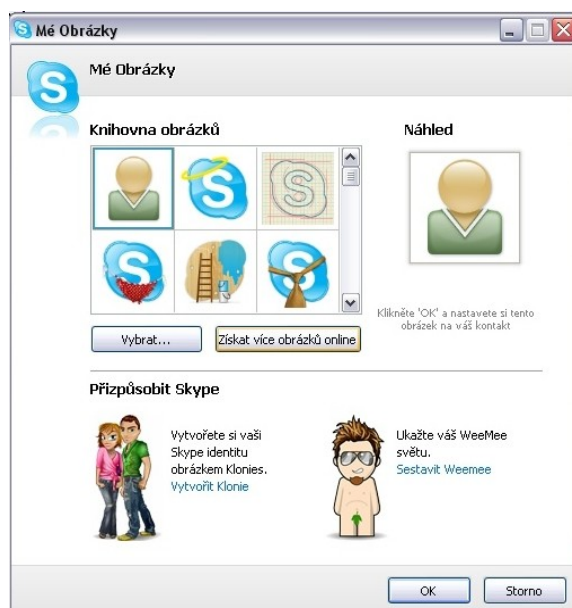 Mé Obrázky
Mé Obrázky
Knihovna obrázků
Náhled
Vybrat...
Získat více obrázků online
Klikněte 'OK' a nastavete si tento
obrázek na váš kontakt
Přizpůsobit Skype
Vytvořete si vaši
Skype identitu
obrázkem Klonies.
Vytvořit Klonie
Ukažte váš WeeMee
světu.
Sestavit Weemee
OK
Storno